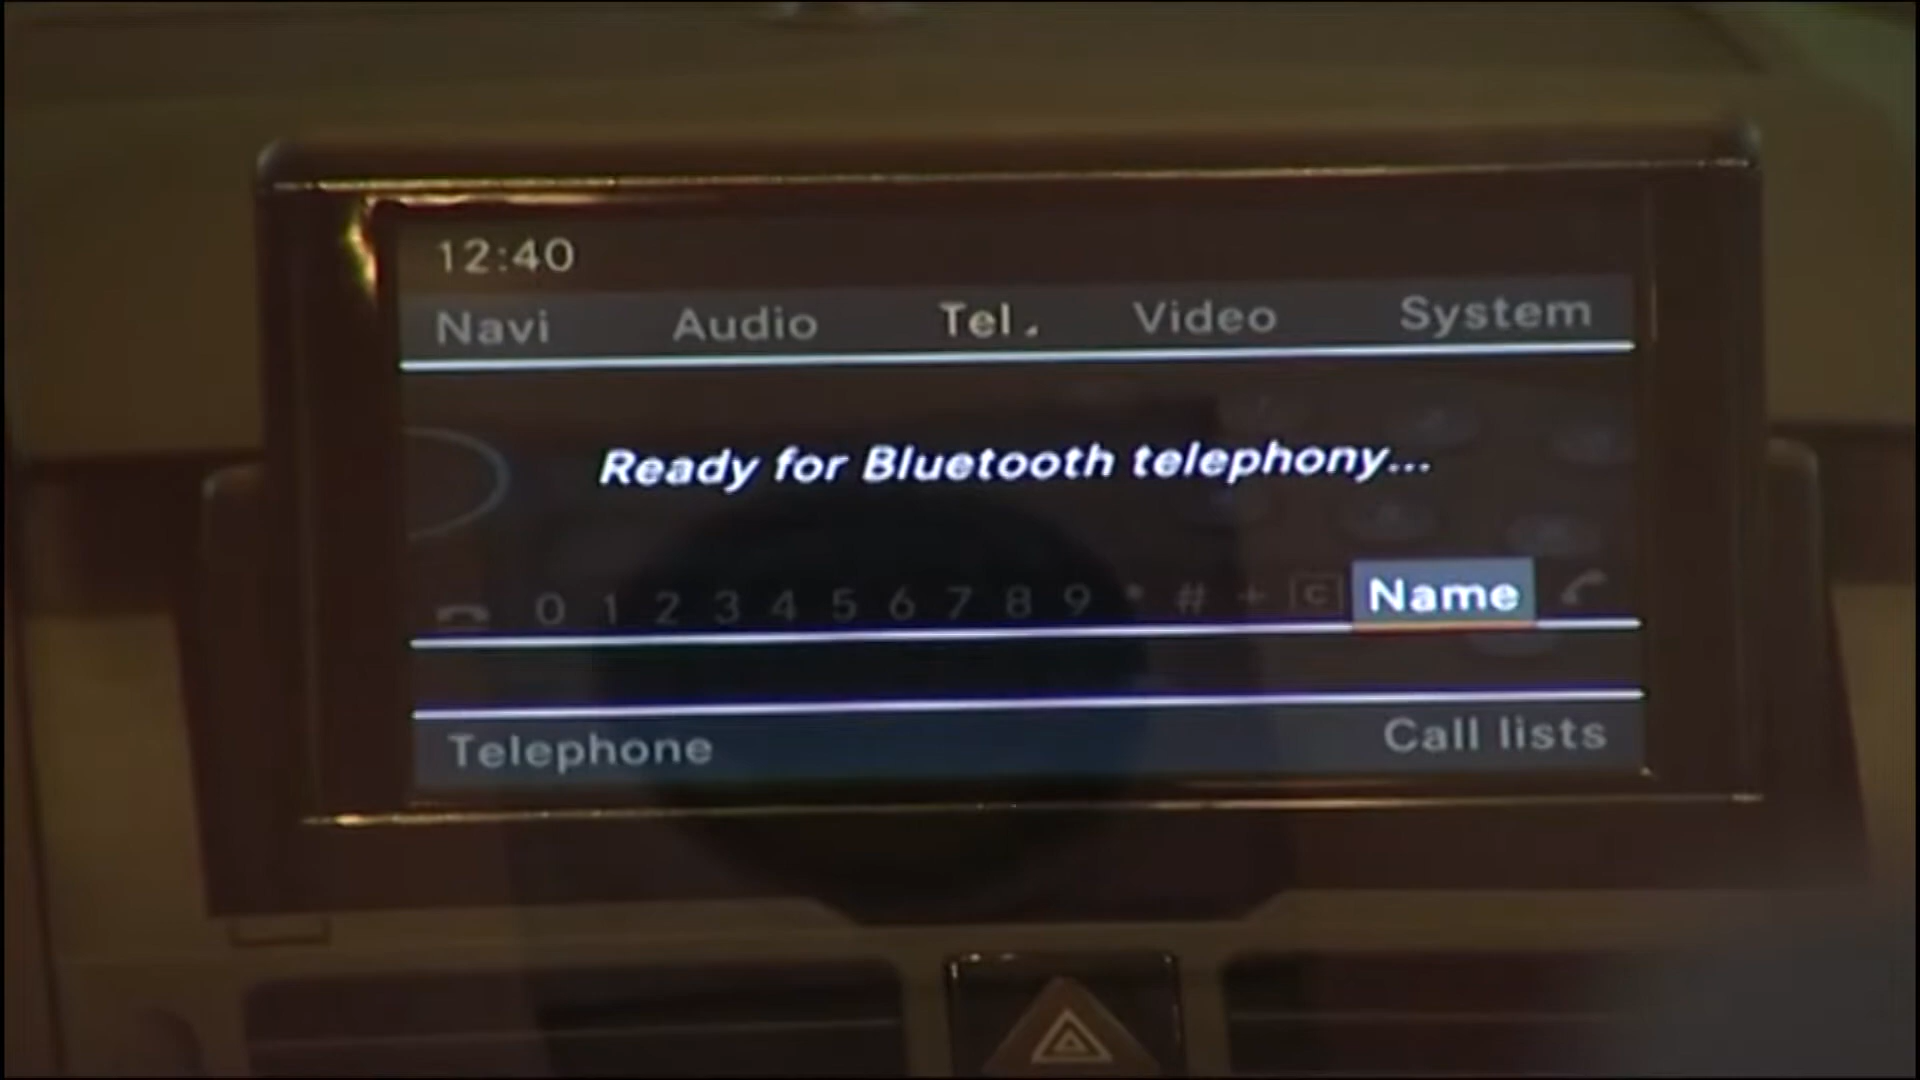 12:40
Navi Audio Tel. Video System
Ready for Bluetooth telephony...
0 1 2 3 4 5 6 7 8 9 * # + C Name
Telephone Call lists